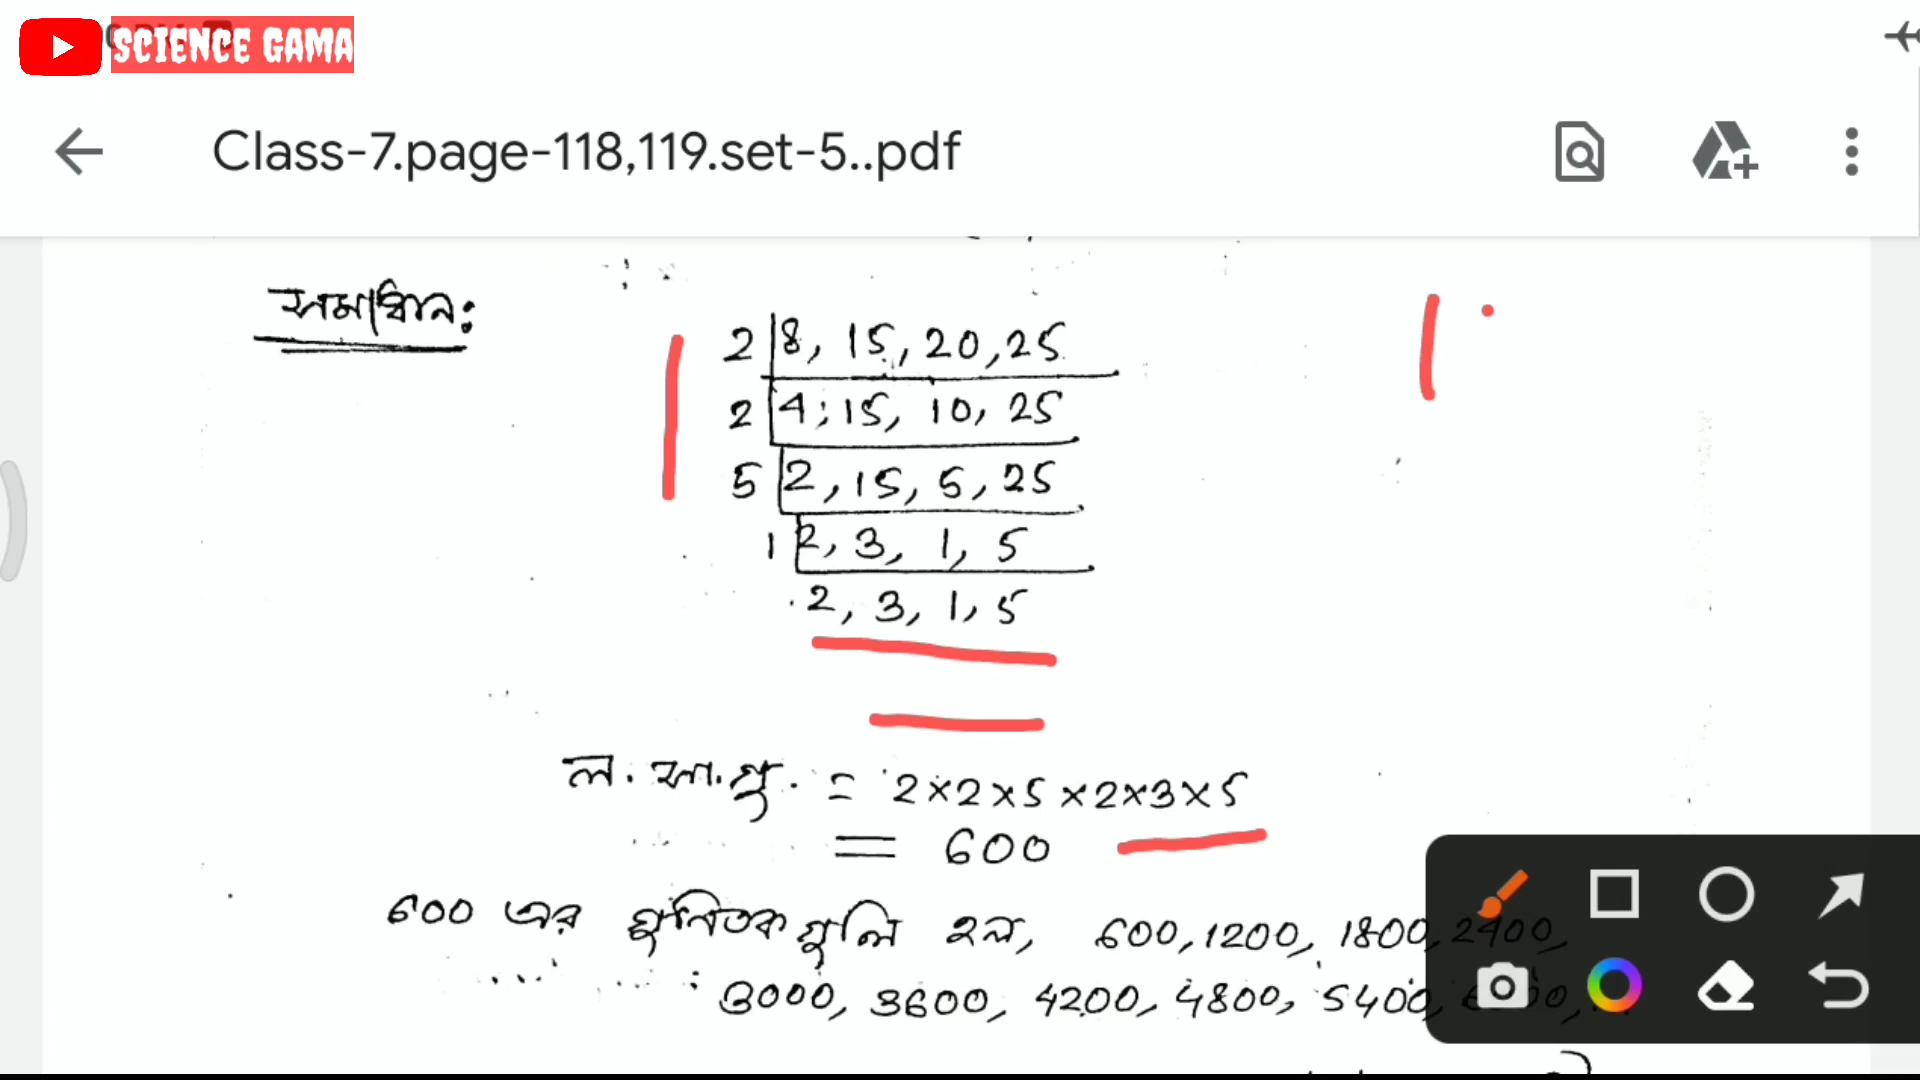 SCIENCE GAMA
Class-7.page-118,119.set-5..pdf
সমাধান:
2 8, 15, 20, 25
2 4, 15, 10, 25
5 2, 15, 5, 25
1 2, 3, 1, 5
2, 3, 1, 5
ল. সা. গু. = 2×2×5×2×3×5
= 600
600 এর গুণিতক গুলি হল, 600, 1200, 1800, 2400,
3000, 3600, 4200, 4800, 5400,